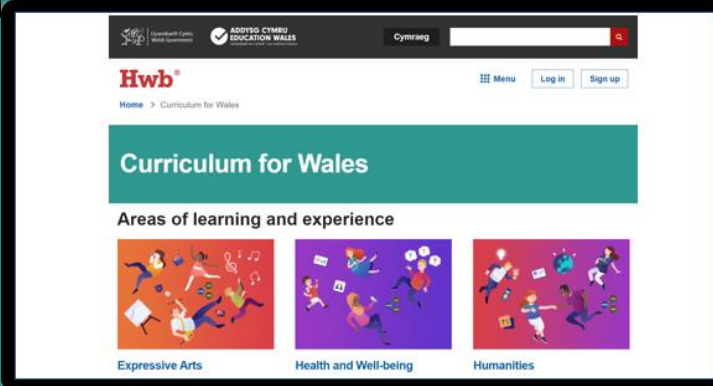 Llywodraeth Cymru
Welsh Government
ADDYSG CYMRU
EDUCATION WALES
Cymraeg
Hwb
Menu
Log in
Sign up
Home > Curriculum for Wales
Curriculum for Wales
Areas of learning and experience
Expressive Arts
Health and Well-being
Humanities